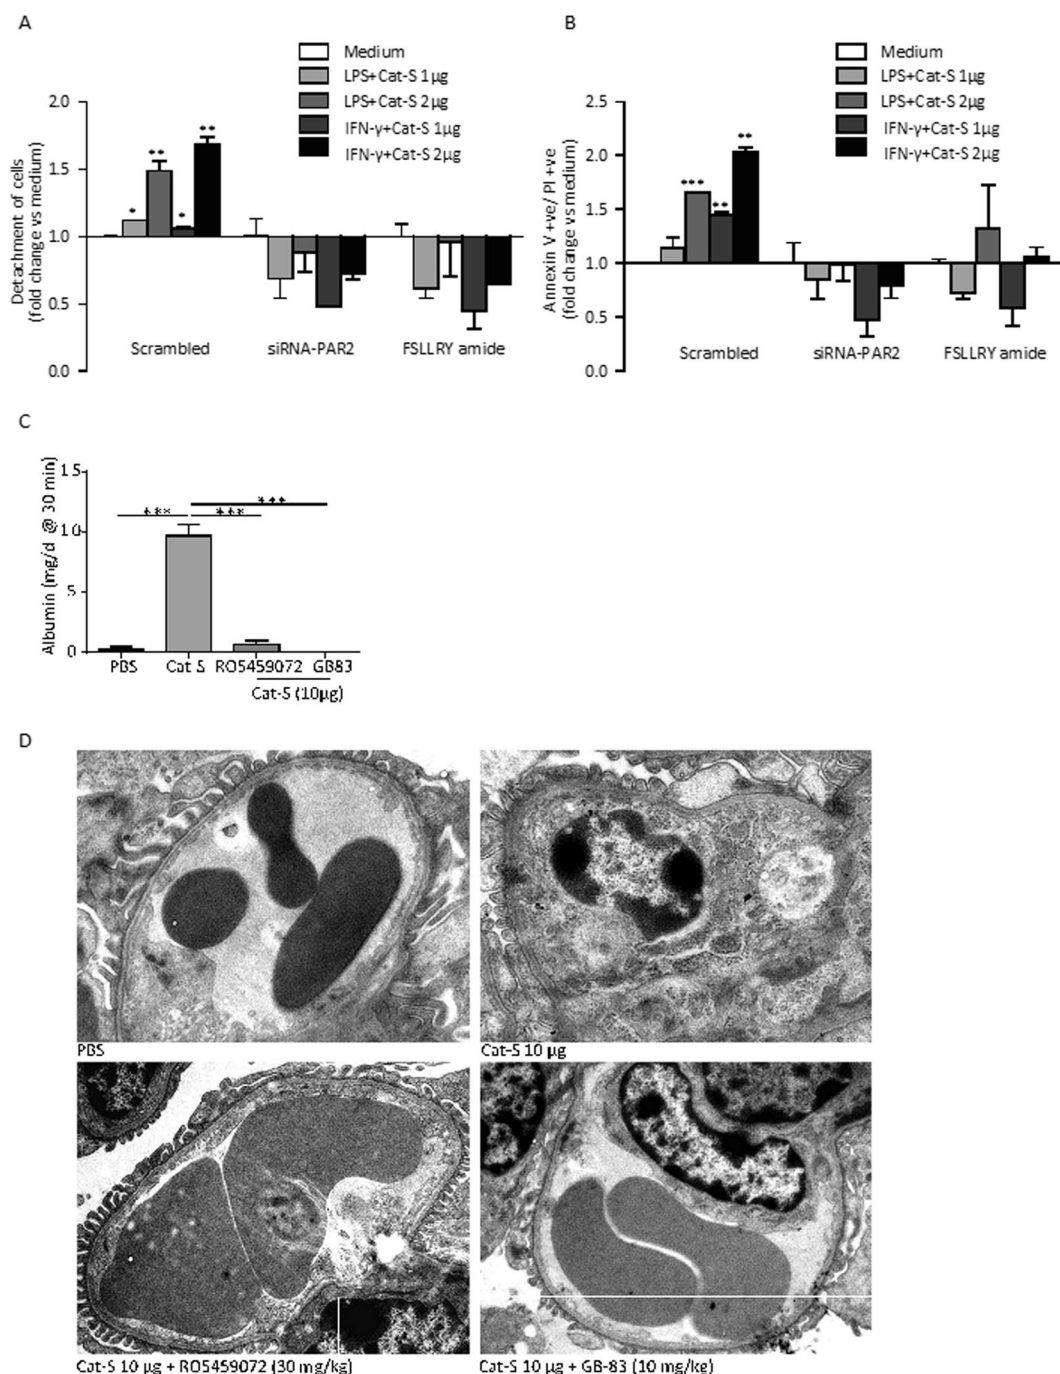 A
Medium
LPS+Cat-S 1µg
LPS+Cat-S 2µg
IFN-γ+Cat-S 1µg
IFN-γ+Cat-S 2µg
Detachment of cells
(fold change vs medium)
2.0
1.5
1.0
0.5
0.0
*
**
*
**
Scrambled siRNA-PAR2 FSLLRY amide
B
Medium
LPS+Cat-S 1µg
LPS+Cat-S 2µg
IFN-γ+Cat-S 1µg
IFN-γ+Cat-S 2µg
Annexin V +ve/ PI +ve
(fold change vs medium)
2.5
2.0
1.5
1.0
0.5
0.0
***
**
**
Scrambled siRNA-PAR2 FSLLRY amide
C
Albumin (mg/d @ 30 min)
15
10
5
0
***
***
***
PBS Cat S RO5459072 GB83
Cat-S (10µg)
D
PBS
Cat-S 10 µg
Cat-S 10 µg + RO5459072 (30 mg/kg)
Cat-S 10 µg + GB-83 (10 mg/kg)